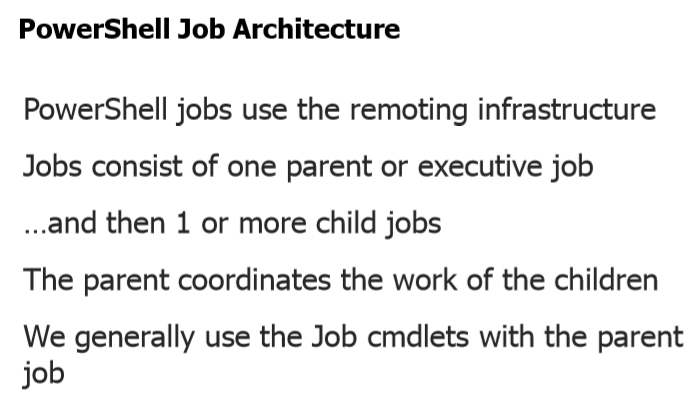 PowerShell Job Architecture
PowerShell jobs use the remoting infrastructure
Jobs consist of one parent or executive job
...and then 1 or more child jobs
The parent coordinates the work of the children
We generally use the Job cmdlets with the parent
job